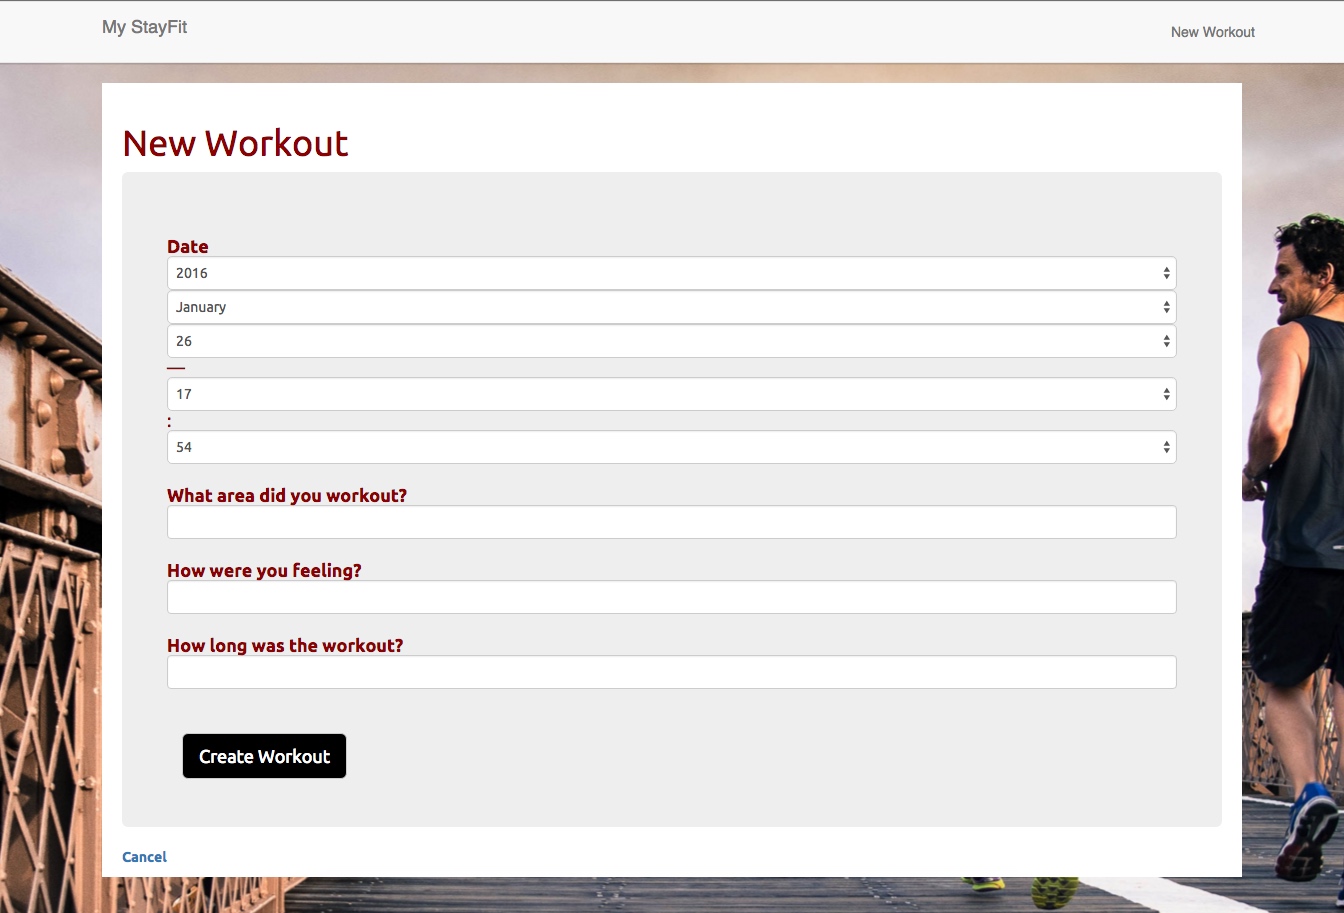 My StayFit
New Workout
New Workout
Date
2016
January
26
—
17
:
54
What area did you workout?
How were you feeling?
How long was the workout?
Create Workout
Cancel